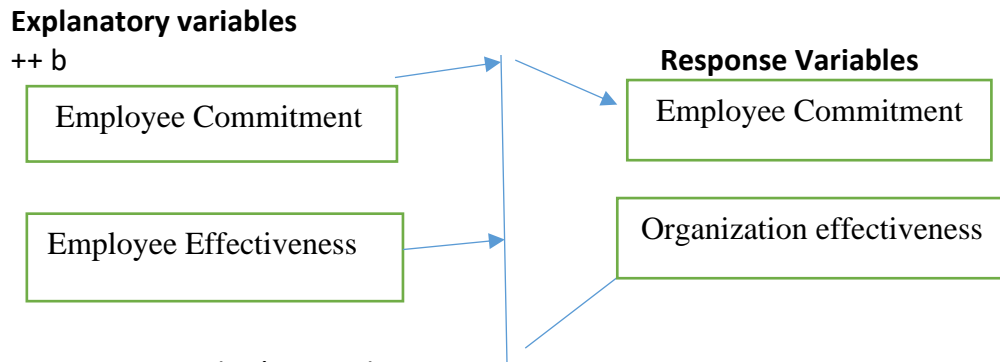 Explanatory variables
++ b
Response Variables
Employee Commitment
Employee Commitment
Employee Effectiveness
Organization effectiveness